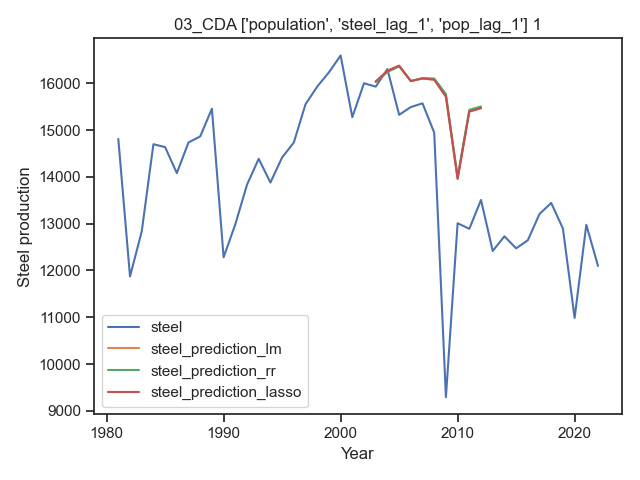 03_CDA ['population', 'steel_lag_1', 'pop_lag_1'] 1
Steel production
16000
15000
14000
13000
12000
11000
10000
9000
steel
steel_prediction_lm
steel_prediction_rr
steel_prediction_lasso
1980
1990
2000
2010
2020
Year